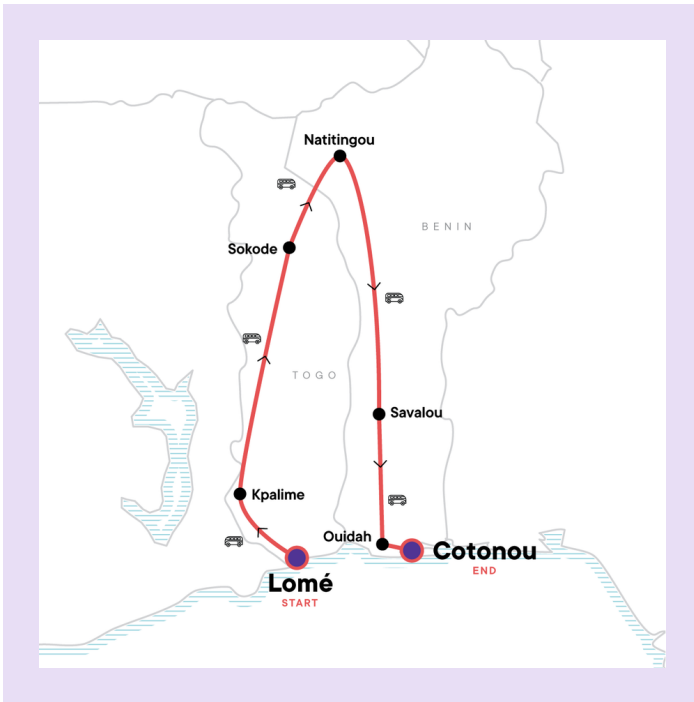 Natitingou
BENIN
Sokode
TOGO
Savalou
Kpalime
Ouidah
Cotonou
END
Lomé
START